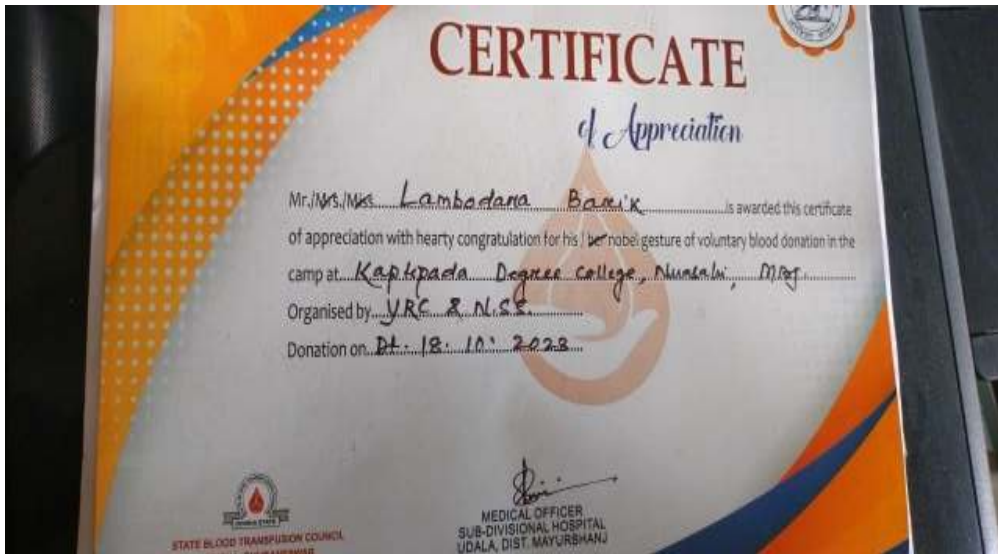 CERTIFICATE
of Appreciation
Mr./Mrs./Miss. Lambodara Barik is awarded this certificate
of appreciation with hearty congratulation for his / her nobel gesture of voluntary blood donation in the
camp at Kaptipada Degree College, Nuasahi, Mbj.
Organised by YRC & N.S.S.
Donation on Dt. 18. 10. 2023
STATE BLOOD TRANSFUSION COUNCIL
MEDICAL OFFICER
SUB-DIVISIONAL HOSPITAL
UDALA, DIST. MAYURBHANJ